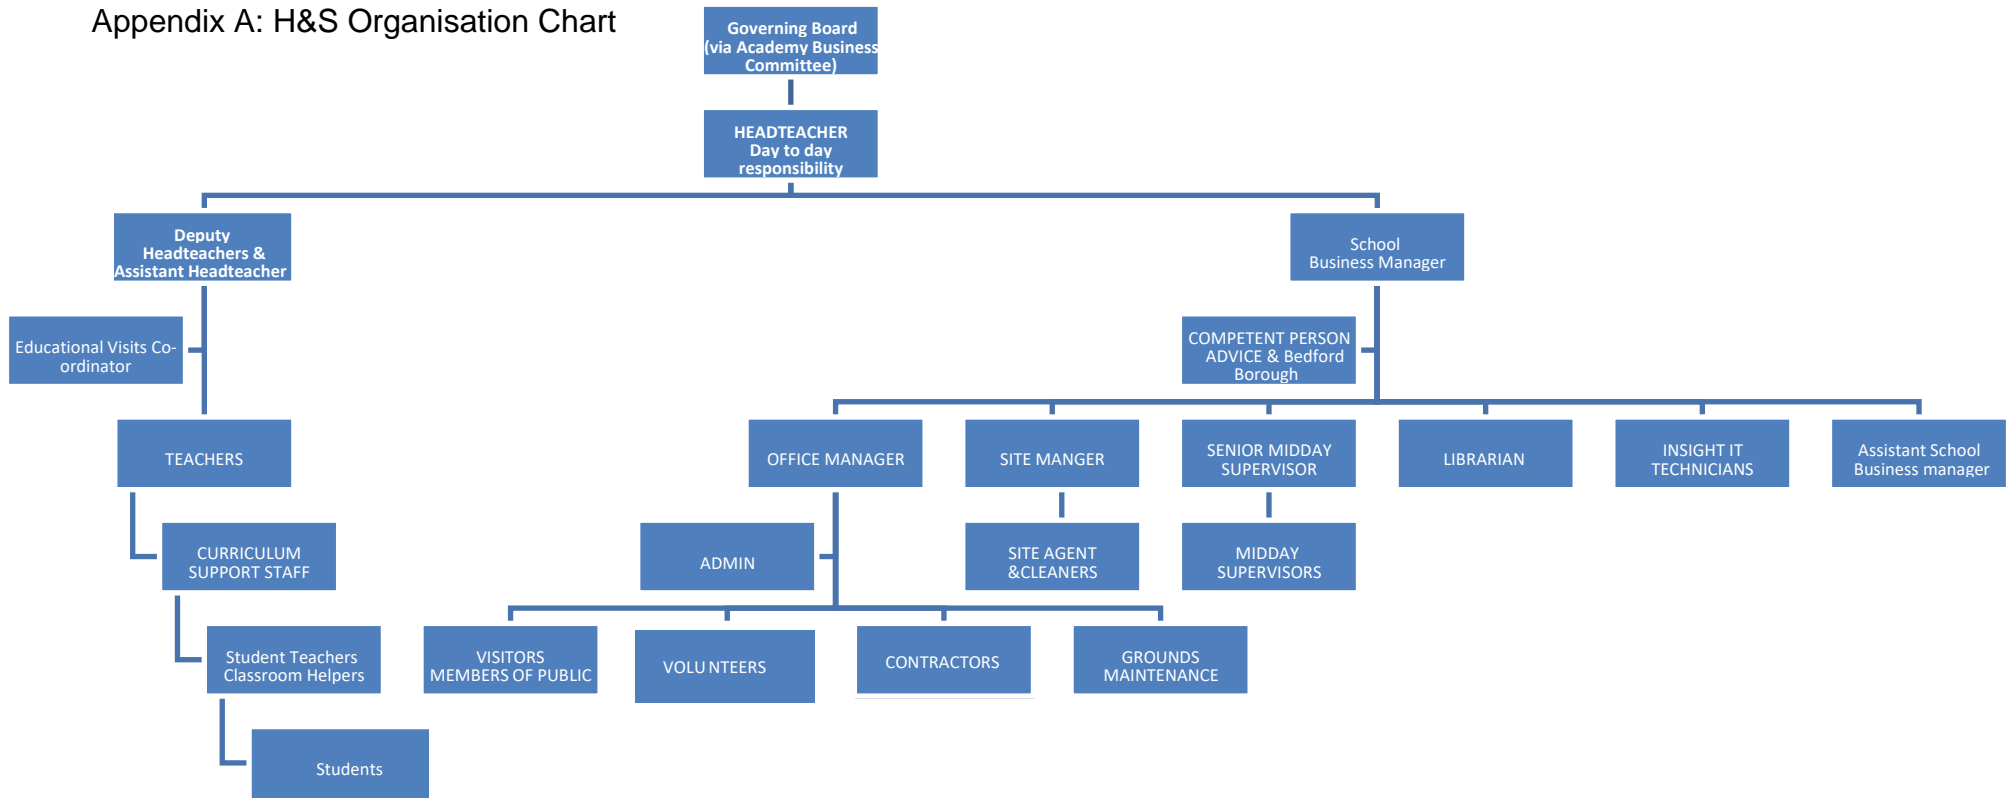 Appendix A: H&S Organisation Chart
Governing Board
(via Academy Business
Committee)
HEADTEACHER
Day to day
responsibility
Deputy
Headteachers &
Assistant Headteacher
School
Business Manager
Educational Visits Co-
ordinator
COMPETENT PERSON
ADVICE & Bedford
Borough
TEACHERS
OFFICE MANAGER
SITE MANGER
SENIOR MIDDAY
SUPERVISOR
LIBRARIAN
INSIGHT IT
TECHNICIANS
Assistant School
Business manager
CURRICULUM
SUPPORT STAFF
ADMIN
SITE AGENT
&CLEANERS
MIDDAY
SUPERVISORS
Student Teachers
Classroom Helpers
VISITORS
MEMBERS OF PUBLIC
VOLU NTEERS
CONTRACTORS
GROUNDS
MAINTENANCE
Students